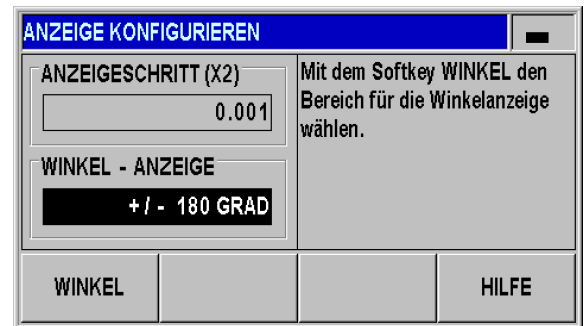 ANZEIGE KONFIGURIEREN
ANZEIGESCHRITT (X2)
0.001
WINKEL - ANZEIGE
+ / - 180 GRAD
Mit dem Softkey WINKEL den
Bereich für die Winkelanzeige
wählen.
WINKEL
HILFE